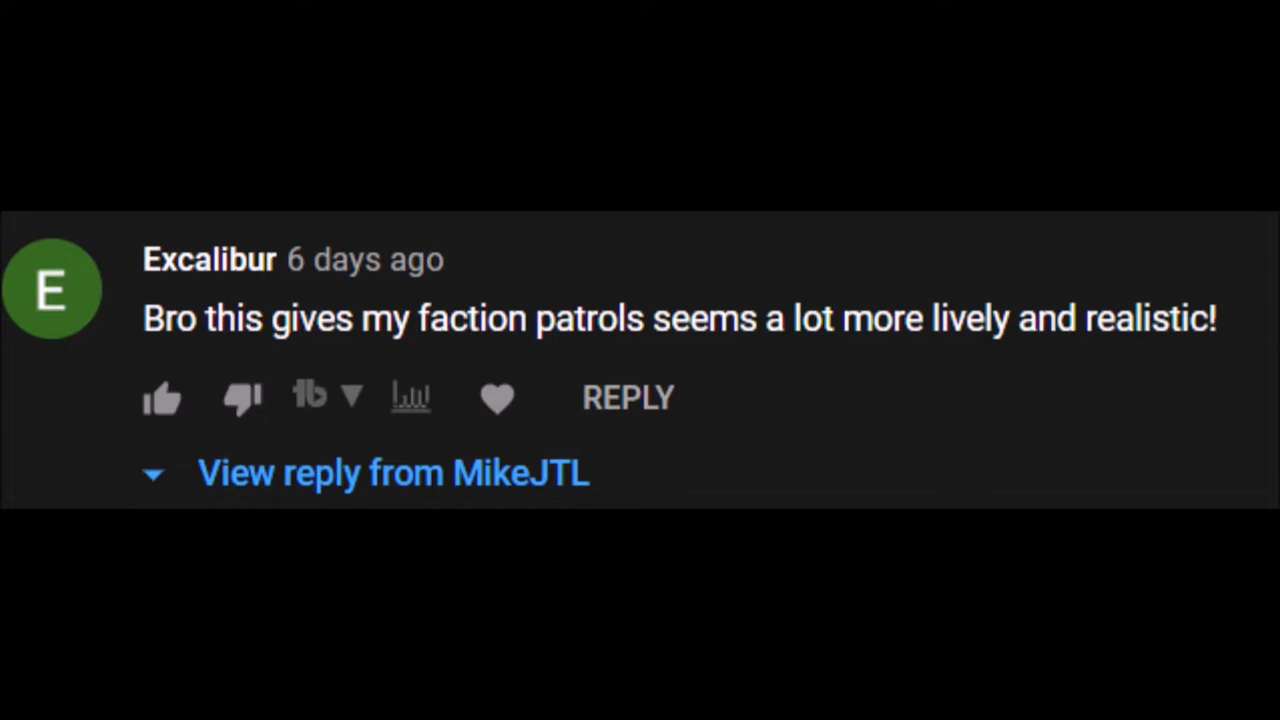 E
Excalibur 6 days ago
Bro this gives my faction patrols seems a lot more lively and realistic!
tb
REPLY
View reply from MikeJTL